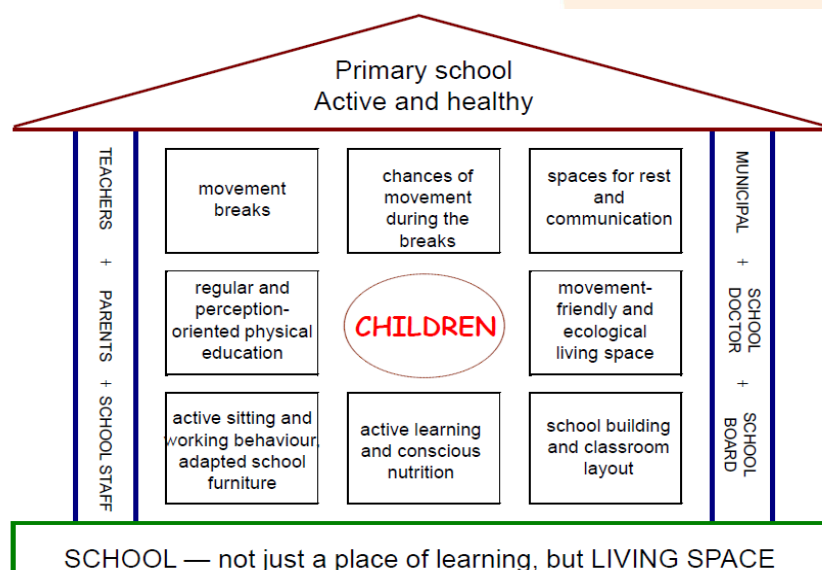 Primary school
Active and healthy
TEACHERS + PARENTS + SCHOOL STAFF
movement
breaks
chances of
movement
during the
breaks
spaces for rest
and
communication
regular and
perception-
oriented physical
education
CHILDREN
movement-
friendly and
ecological
living space
active sitting and
working behaviour,
adapted school
furniture
active learning
and conscious
nutrition
school building
and classroom
layout
MUNICIPAL + SCHOOL
DOCTOR + SCHOOL
BOARD
SCHOOL — not just a place of learning, but LIVING SPACE